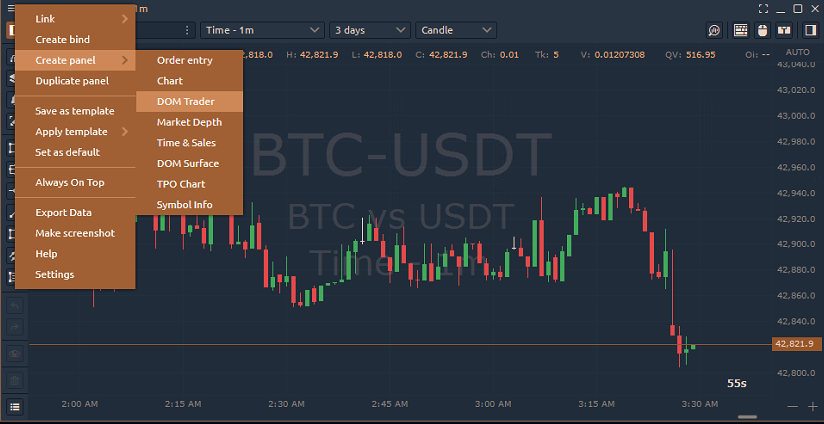 1m
Time - 1m
3 days
Candle
42,818.0 H: 42,821.9 L: 42,818.0 C: 42,821.9 Ch: 0.01 Tk: 5 V: 0.01207308 QV: 516.95 Oi: --
AUTO
Link
Create bind
Create panel
Duplicate panel
Save as template
Apply template
Set as default
Always On Top
Export Data
Make screenshot
Help
Settings
Order entry
Chart
DOM Trader
Market Depth
Time & Sales
DOM Surface
TPO Chart
Symbol Info
BTC-USDT
BTC vs USDT
Time - 1m
43,040.0
43,000.0
42,980.0
42,960.0
42,940.0
42,920.0
42,900.0
42,880.0
42,860.0
42,840.0
42,821.9
42,800.0
55s
2:00 AM 2:15 AM 2:30 AM 2:45 AM 3:00 AM 3:15 AM 3:30 AM